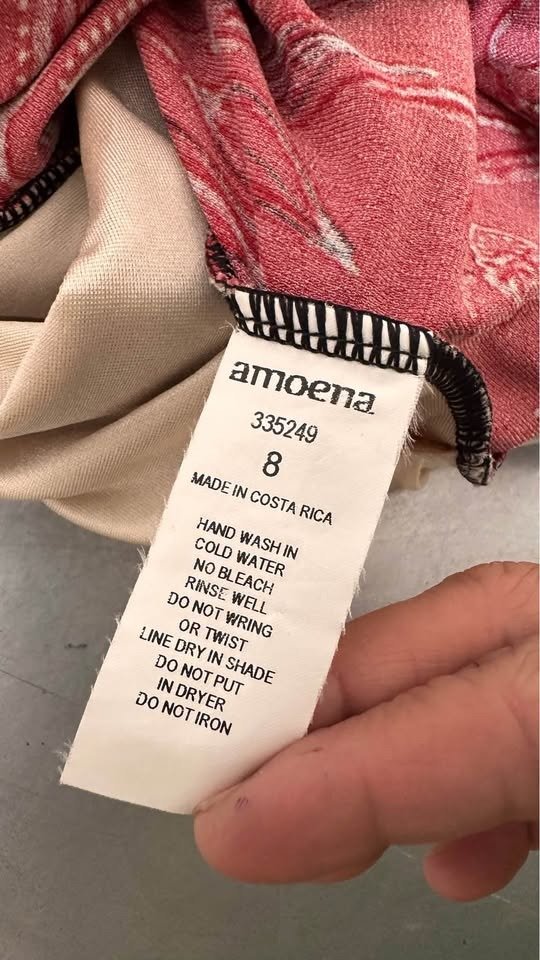 amoena
335249
8
MADE IN COSTA RICA
HAND WASH IN
COLD WATER
NO BLEACH
RINSE WELL
DO NOT WRING
OR TWIST
LINE DRY IN SHADE
DO NOT PUT
IN DRYER
DO NOT IRON